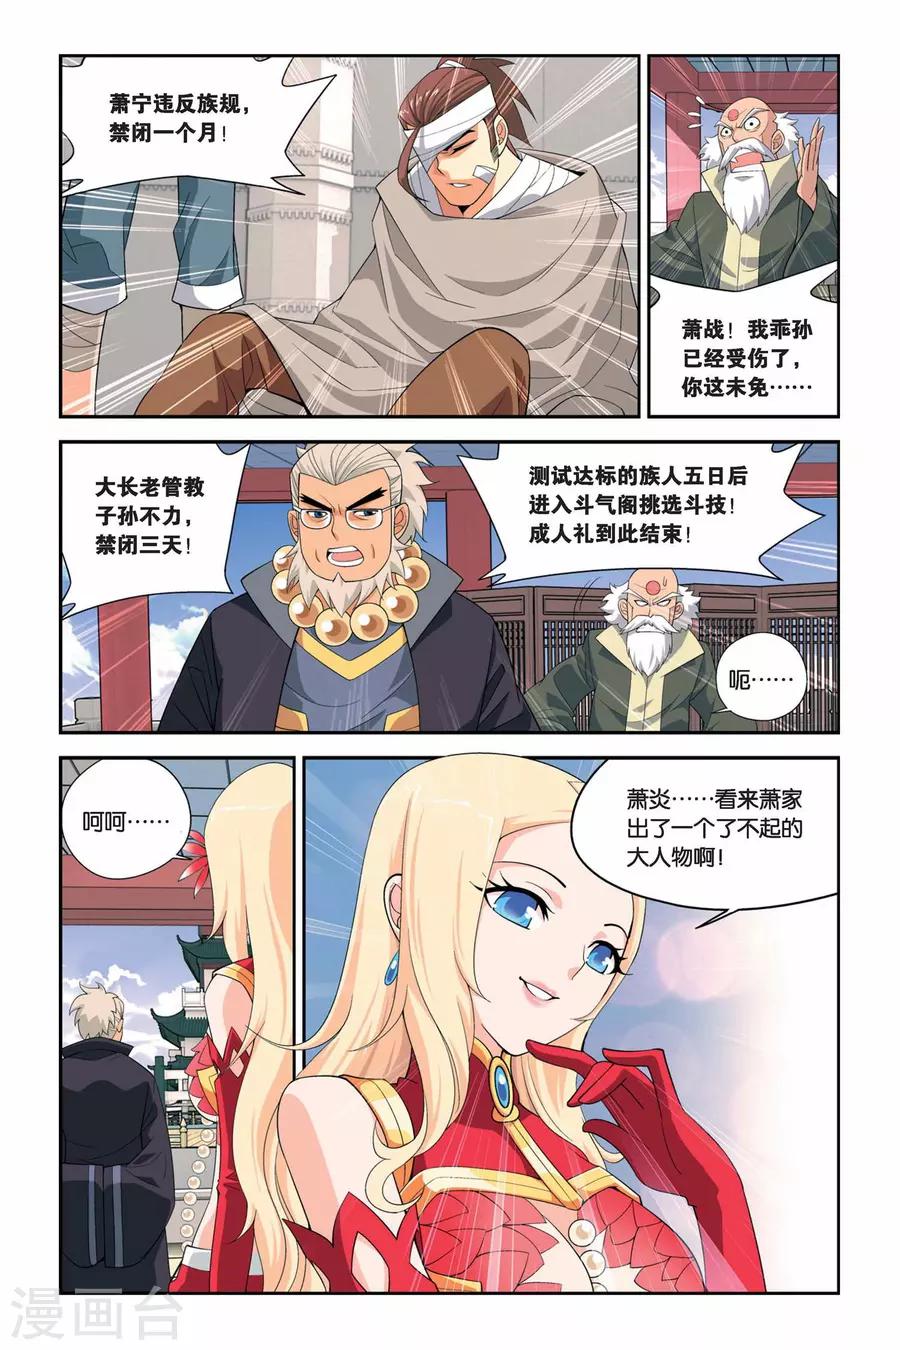 萧宁违反族规，
禁闭一个月！
萧战！我乖孙
已经受伤了，
你这未免……
大长老管教
子孙不力，
禁闭三天！
测试达标的族人五日后
进入斗气阁挑选斗技！
成人礼到此结束！
呃……
呵呵……
萧炎……看来萧家
出了一个了不起的
大人物啊！
漫画台